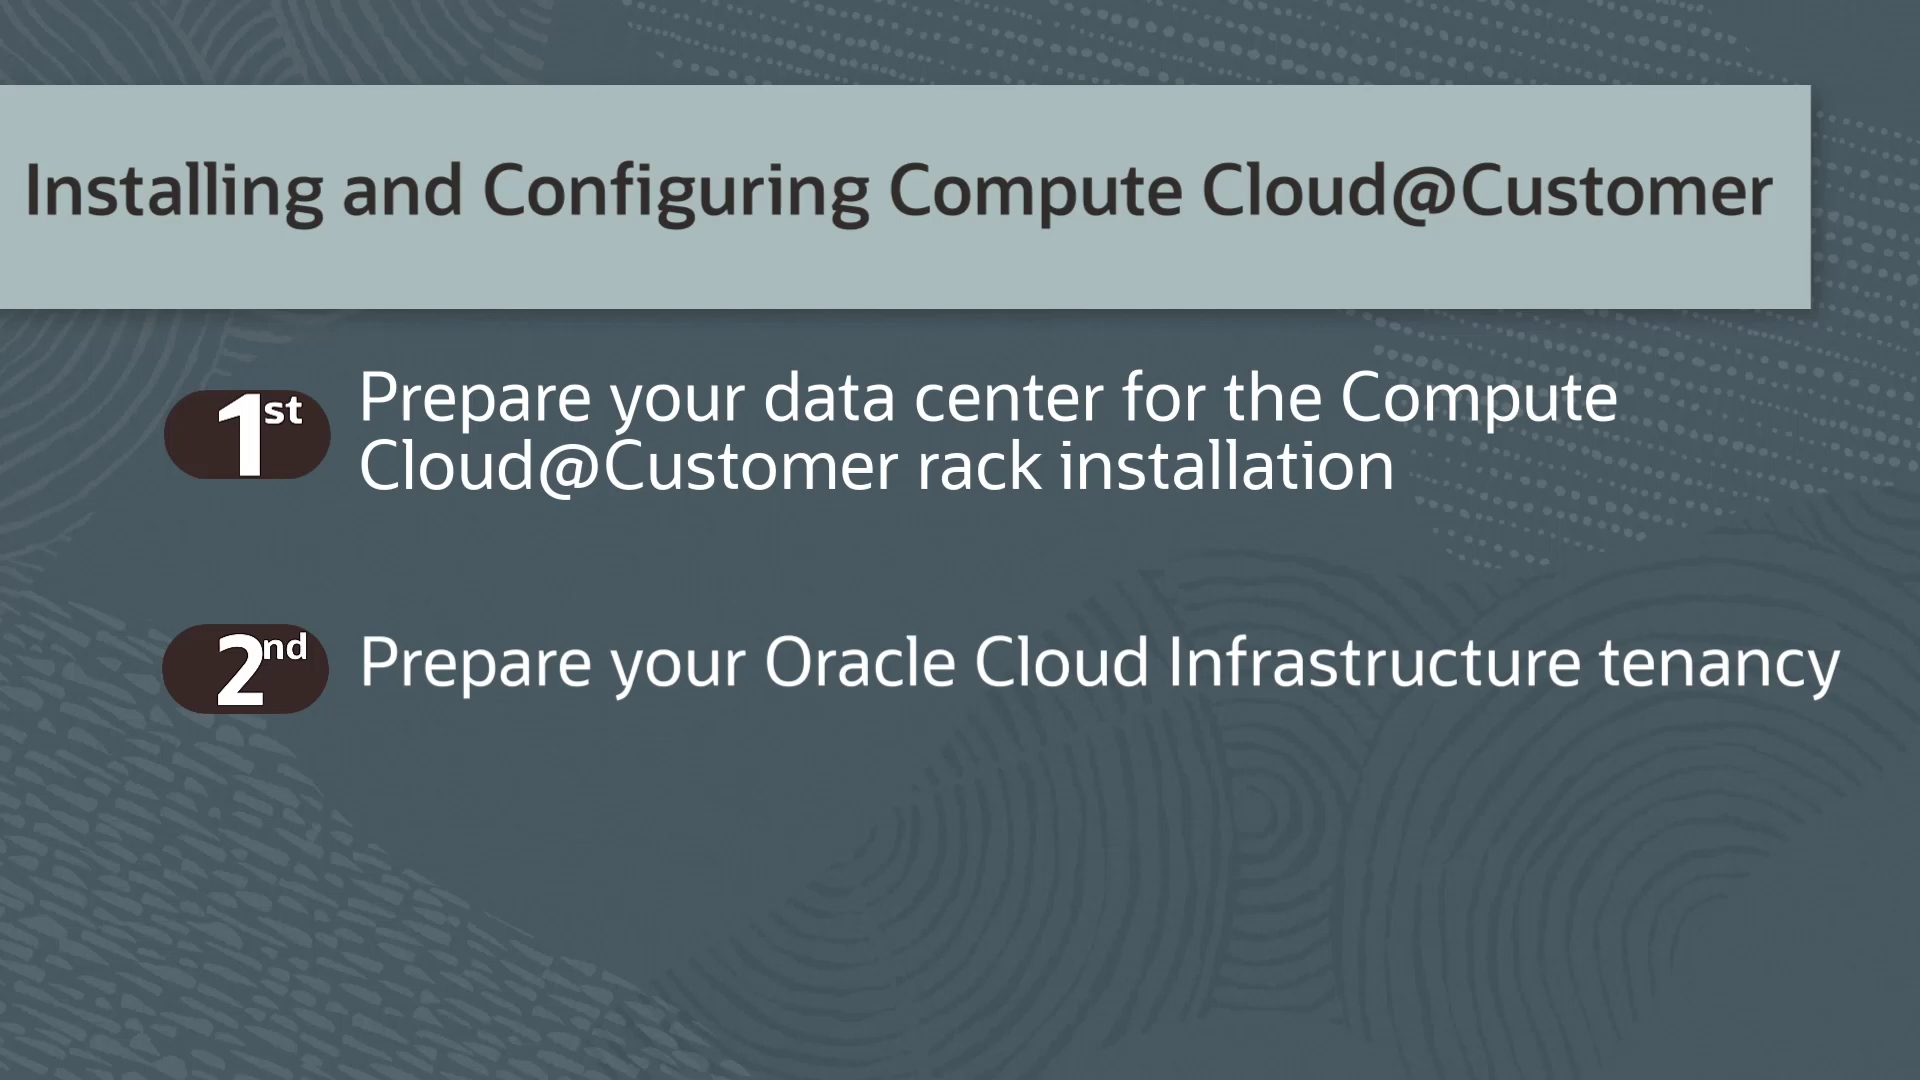 Installing and Configuring Compute Cloud@Customer
1st
Prepare your data center for the Compute
Cloud@Customer rack installation
2nd
Prepare your Oracle Cloud Infrastructure tenancy